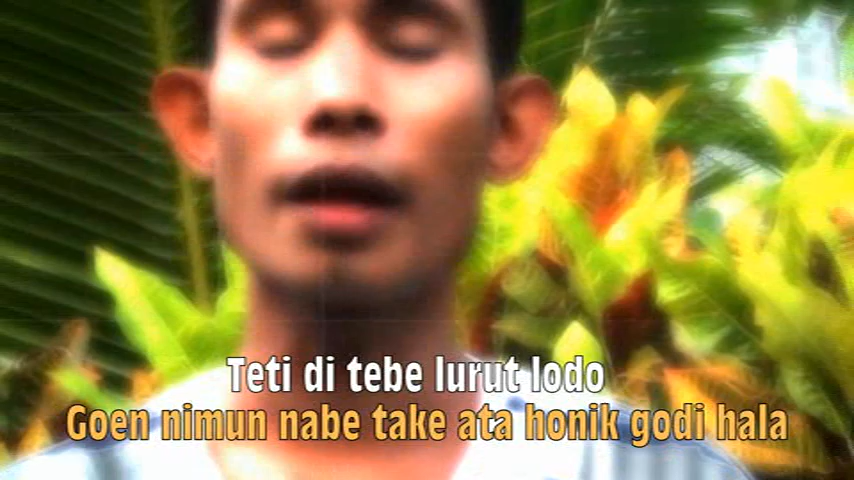 Teti di tebe lurut lodo
Goen nimun nabe take ata honik godi hala